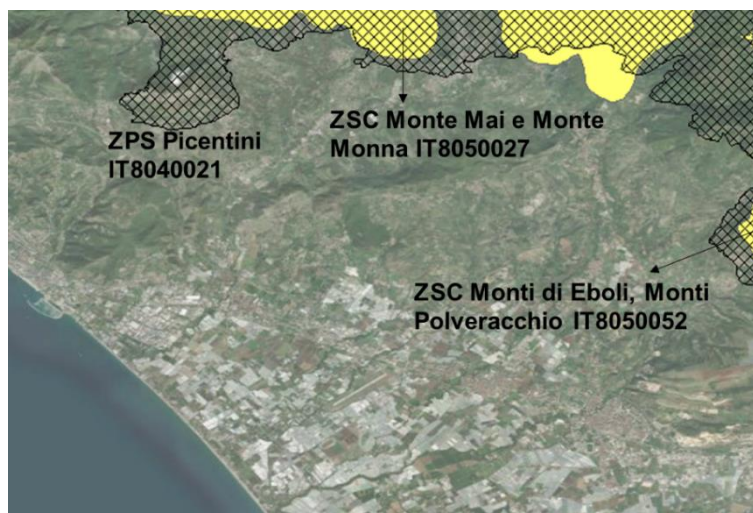 ZPS Picentini
IT8040021
ZSC Monte Mai e Monte
Monna IT8050027
ZSC Monti di Eboli, Monti
Polveracchio IT8050052